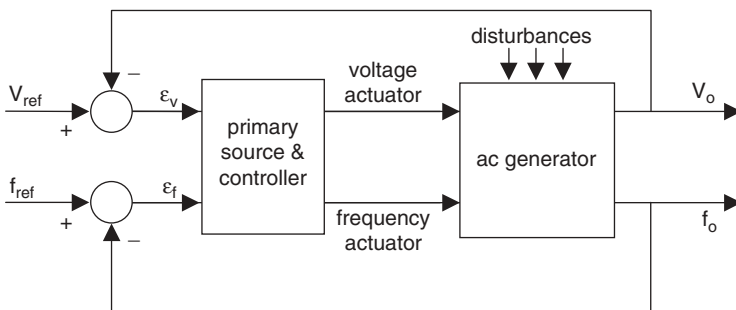 disturbances
−
voltage
actuator
V_ref
+
ε_v
V_o
primary
source &
controller
ac generator
f_ref
+
ε_f
frequency
actuator
f_o
−